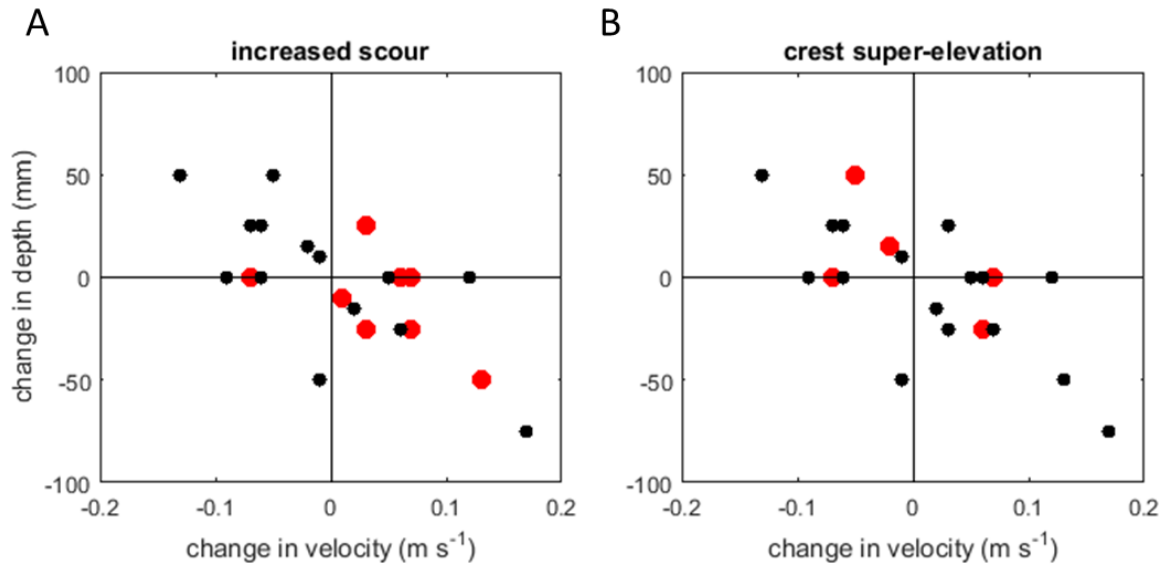 A
increased scour
100
50
0
-50
-100
-0.2
-0.1
0
0.1
0.2
change in depth (mm)
change in velocity (m s-1)
B
crest super-elevation
100
50
0
-50
-100
-0.2
-0.1
0
0.1
0.2
change in velocity (m s-1)